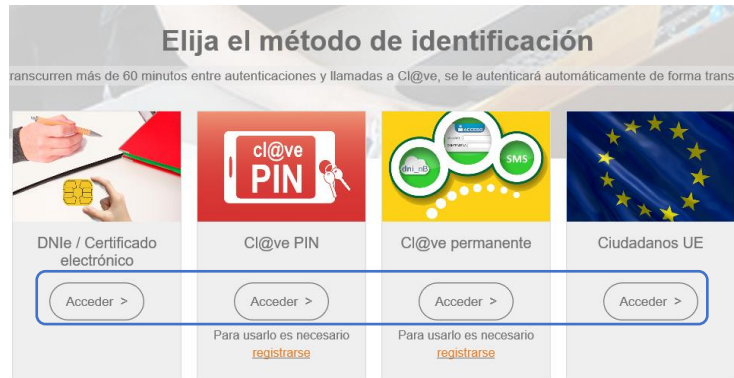 Elija el método de identificación
ranscurren más de 60 minutos entre autenticaciones y llamadas a Cl@ve, se le autenticará automáticamente de forma trans
cl@ve
PIN
ACCESO
dni_nB
SMS
DNIe / Certificado
electrónico
Cl@ve PIN
Cl@ve permanente
Ciudadanos UE
Acceder >
Acceder >
Acceder >
Acceder >
Para usarlo es necesario
registrarse
Para usarlo es necesario
registrarse